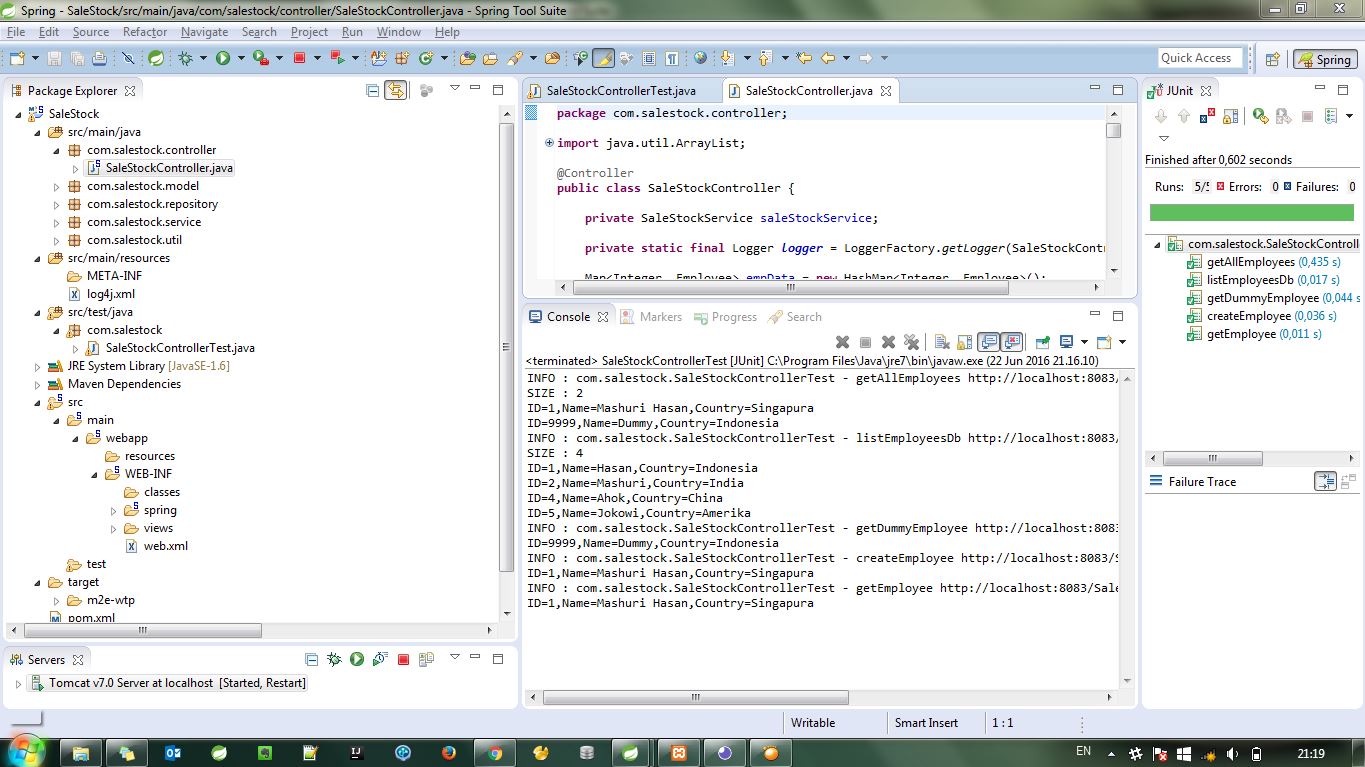 Spring - SaleStock/src/main/java/com/salestock/controller/SaleStockController.java - Spring Tool Suite
File Edit Source Refactor Navigate Search Project Run Window Help
Quick Access
Spring
Package Explorer
SaleStock
src/main/java
com.salestock.controller
SaleStockController.java
com.salestock.model
com.salestock.repository
com.salestock.service
com.salestock.util
src/main/resources
META-INF
log4j.xml
src/test/java
com.salestock
SaleStockControllerTest.java
JRE System Library [JavaSE-1.6]
Maven Dependencies
src
main
webapp
resources
WEB-INF
classes
spring
views
web.xml
test
target
m2e-wtp
pom.xml
Servers
Tomcat v7.0 Server at localhost [Started, Restart]
SaleStockControllerTest.java
SaleStockController.java
package com.salestock.controller;
import java.util.ArrayList;
@Controller
public class SaleStockController {
private SaleStockService saleStockService;
private static final Logger logger = LoggerFactory.getLogger(SaleStockCont
Map<Integer, Employee> empData = new HashMap<Integer, Employee>();
Console Markers Progress Search
<terminated> SaleStockControllerTest [JUnit] C:\Program Files\Java\jre7\bin\javaw.exe (22 Jun 2016 21.16.10)
INFO : com.salestock.SaleStockControllerTest - getAllEmployees http://localhost:8083/
SIZE : 2
ID=1,Name=Mashuri Hasan,Country=Singapura
ID=9999,Name=Dummy,Country=Indonesia
INFO : com.salestock.SaleStockControllerTest - listEmployeesDb http://localhost:8083/
SIZE : 4
ID=1,Name=Hasan,Country=Indonesia
ID=2,Name=Mashuri,Country=India
ID=4,Name=Ahok,Country=China
ID=5,Name=Jokowi,Country=Amerika
INFO : com.salestock.SaleStockControllerTest - getDummyEmployee http://localhost:8083
ID=9999,Name=Dummy,Country=Indonesia
INFO : com.salestock.SaleStockControllerTest - createEmployee http://localhost:8083/S
ID=1,Name=Mashuri Hasan,Country=Singapura
INFO : com.salestock.SaleStockControllerTest - getEmployee http://localhost:8083/Sale
ID=1,Name=Mashuri Hasan,Country=Singapura
JUnit
Finished after 0,602 seconds
Runs: 5/5 Errors: 0 Failures: 0
com.salestock.SaleStockControll
getAllEmployees (0,435 s)
listEmployeesDb (0,017 s)
getDummyEmployee (0,044 s
createEmployee (0,036 s)
getEmployee (0,011 s)
Failure Trace
Writable Smart Insert 1 : 1
EN 21:19